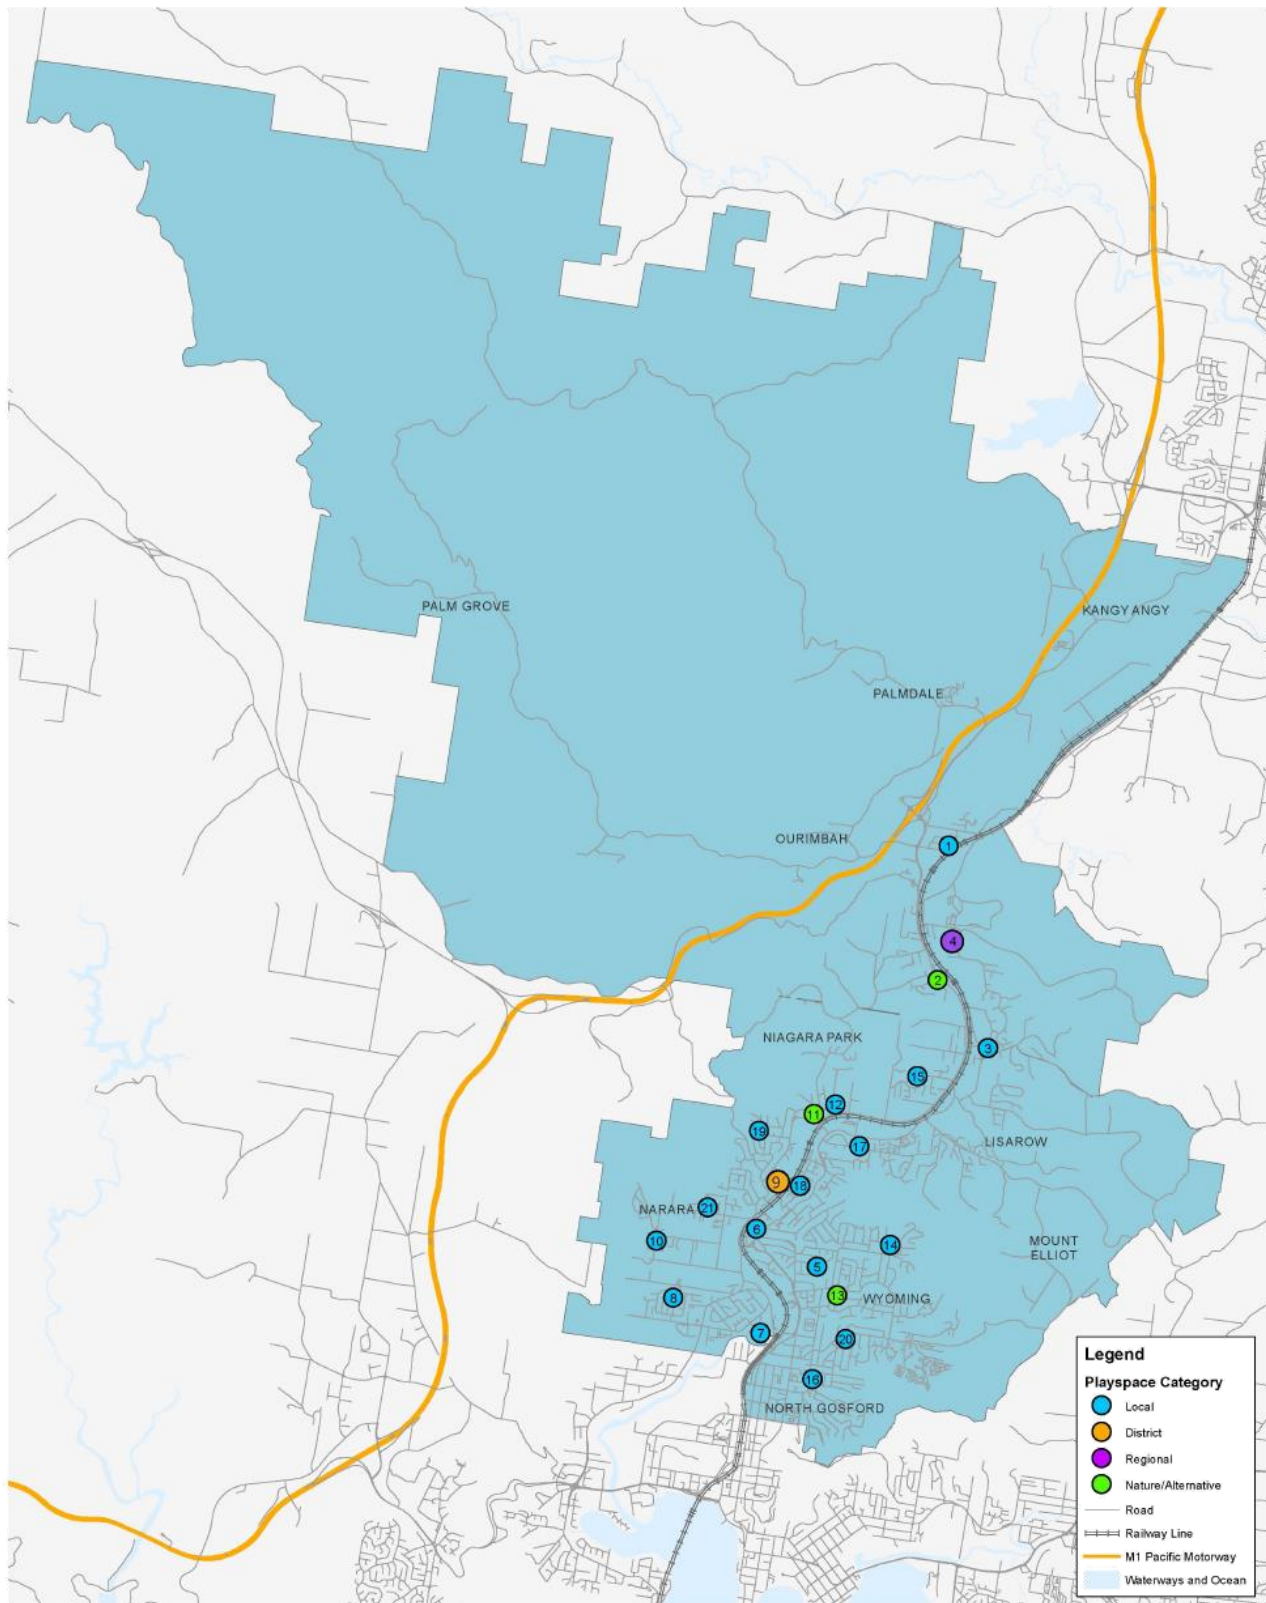 PALM GROVE
KANGY ANGY
PALMDALE
OURIMBAH
1
4
2
NIAGARA PARK
3
15
12
11
19
LISAROW
17
9
18
NARARA
21
6
10
14
MOUNT
ELLIOT
5
13
WYOMING
8
7
20
16
NORTH GOSFORD
Legend
Playspace Category
Local
District
Regional
Nature/Alternative
Road
Railway Line
M1 Pacific Motorway
Waterways and Ocean